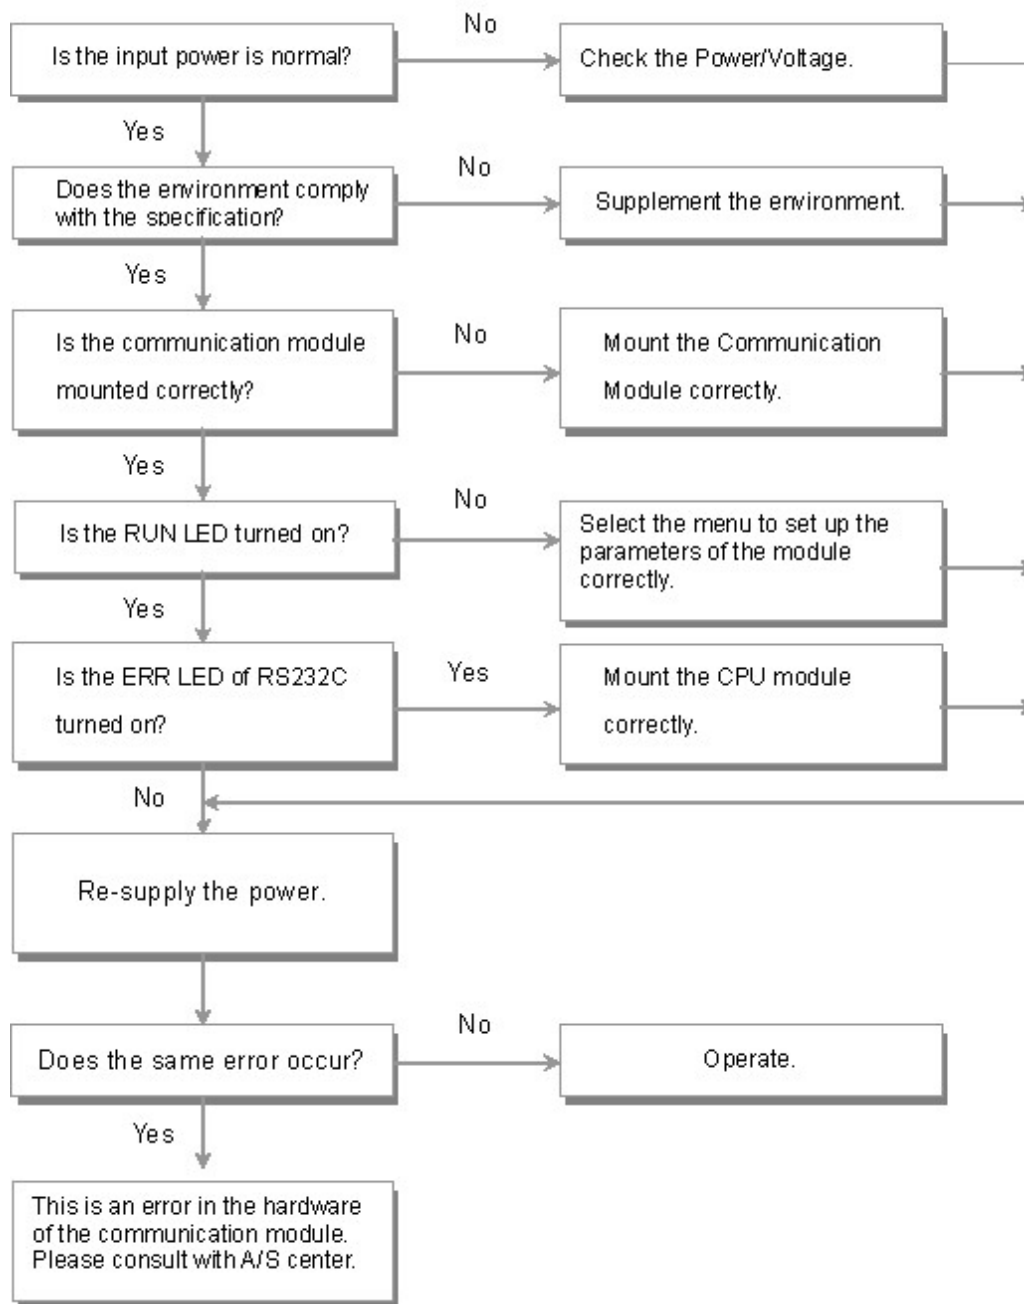 Is the input power is normal?
No
Check the Power/Voltage.
Yes
Does the environment comply
with the specification?
No
Supplement the environment.
Yes
Is the communication module
mounted correctly?
No
Mount the Communication
Module correctly.
Yes
Is the RUN LED turned on?
No
Select the menu to set up the
parameters of the module
correctly.
Yes
Is the ERR LED of RS232C
turned on?
Yes
Mount the CPU module
correctly.
No
Re-supply the power.
Does the same error occur?
No
Operate.
Yes
This is an error in the hardware
of the communication module.
Please consult with A/S center.